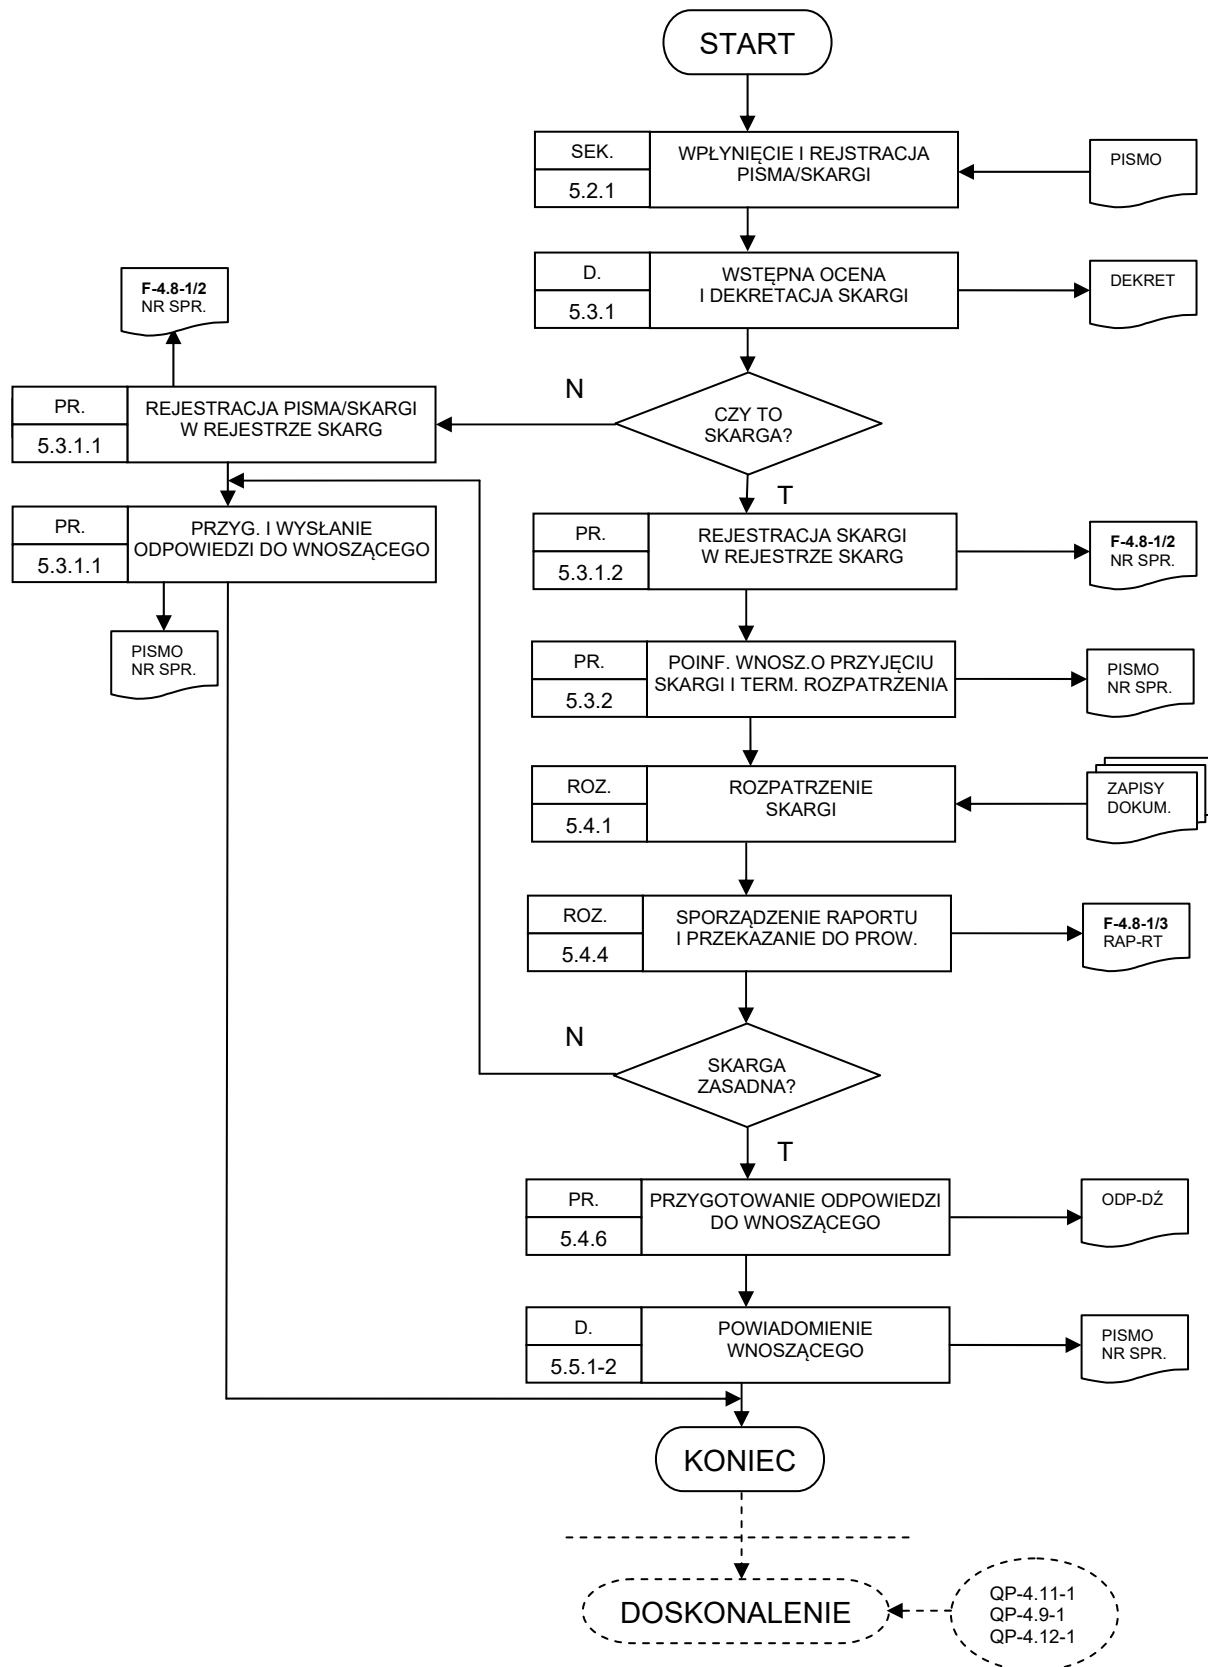 START
SEK.
5.2.1
WPŁYNIĘCIE I REJSTRACJA
PISMA/SKARGI
PISMO
D.
5.3.1
WSTĘPNA OCENA
I DEKRETACJA SKARGI
DEKRET
F-4.8-1/2
NR SPR.
CZY TO
SKARGA?
N
T
PR.
5.3.1.1
REJESTRACJA PISMA/SKARGI
W REJESTRZE SKARG
PR.
5.3.1.1
PRZYG. I WYSŁANIE
ODPOWIEDZI DO WNOSZĄCEGO
PISMO
NR SPR.
PR.
5.3.1.2
REJESTRACJA SKARGI
W REJESTRZE SKARG
F-4.8-1/2
NR SPR.
PR.
5.3.2
POINF. WNOSZ.O PRZYJĘCIU
SKARGI I TERM. ROZPATRZENIA
PISMO
NR SPR.
ROZ.
5.4.1
ROZPATRZENIE
SKARGI
ZAPISY
DOKUM.
ROZ.
5.4.4
SPORZĄDZENIE RAPORTU
I PRZEKAZANIE DO PROW.
F-4.8-1/3
RAP-RT
N
SKARGA
ZASADNA?
T
PR.
5.4.6
PRZYGOTOWANIE ODPOWIEDZI
DO WNOSZĄCEGO
ODP-DŹ
D.
5.5.1-2
POWIADOMIENIE
WNOSZĄCEGO
PISMO
NR SPR.
KONIEC
DOSKONALENIE
QP-4.11-1
QP-4.9-1
QP-4.12-1